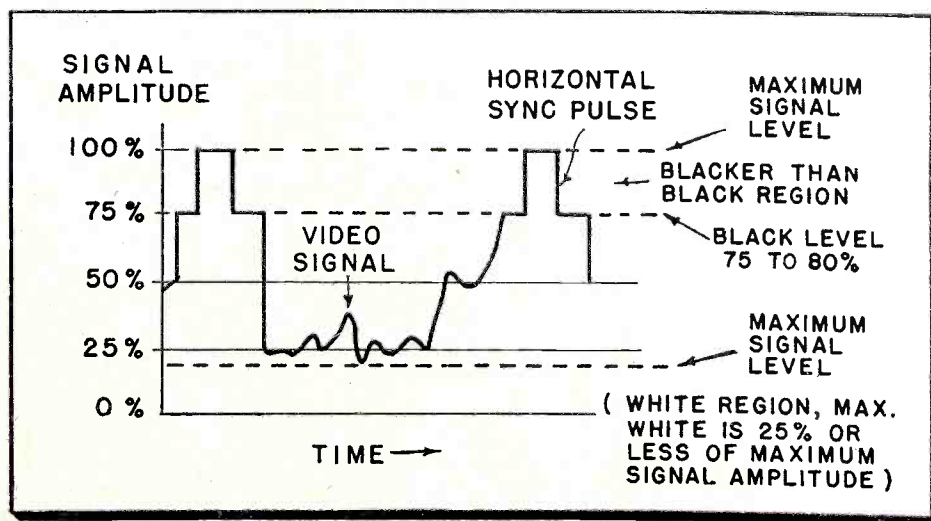 SIGNAL
AMPLITUDE
100%
75%
50%
25%
0%
HORIZONTAL
SYNC PULSE
MAXIMUM
SIGNAL
LEVEL
BLACKER THAN
BLACK REGION
VIDEO
SIGNAL
BLACK LEVEL
75 TO 80%
MAXIMUM
SIGNAL
LEVEL
( WHITE REGION, MAX.
WHITE IS 25% OR
LESS OF MAXIMUM
SIGNAL AMPLITUDE )
TIME